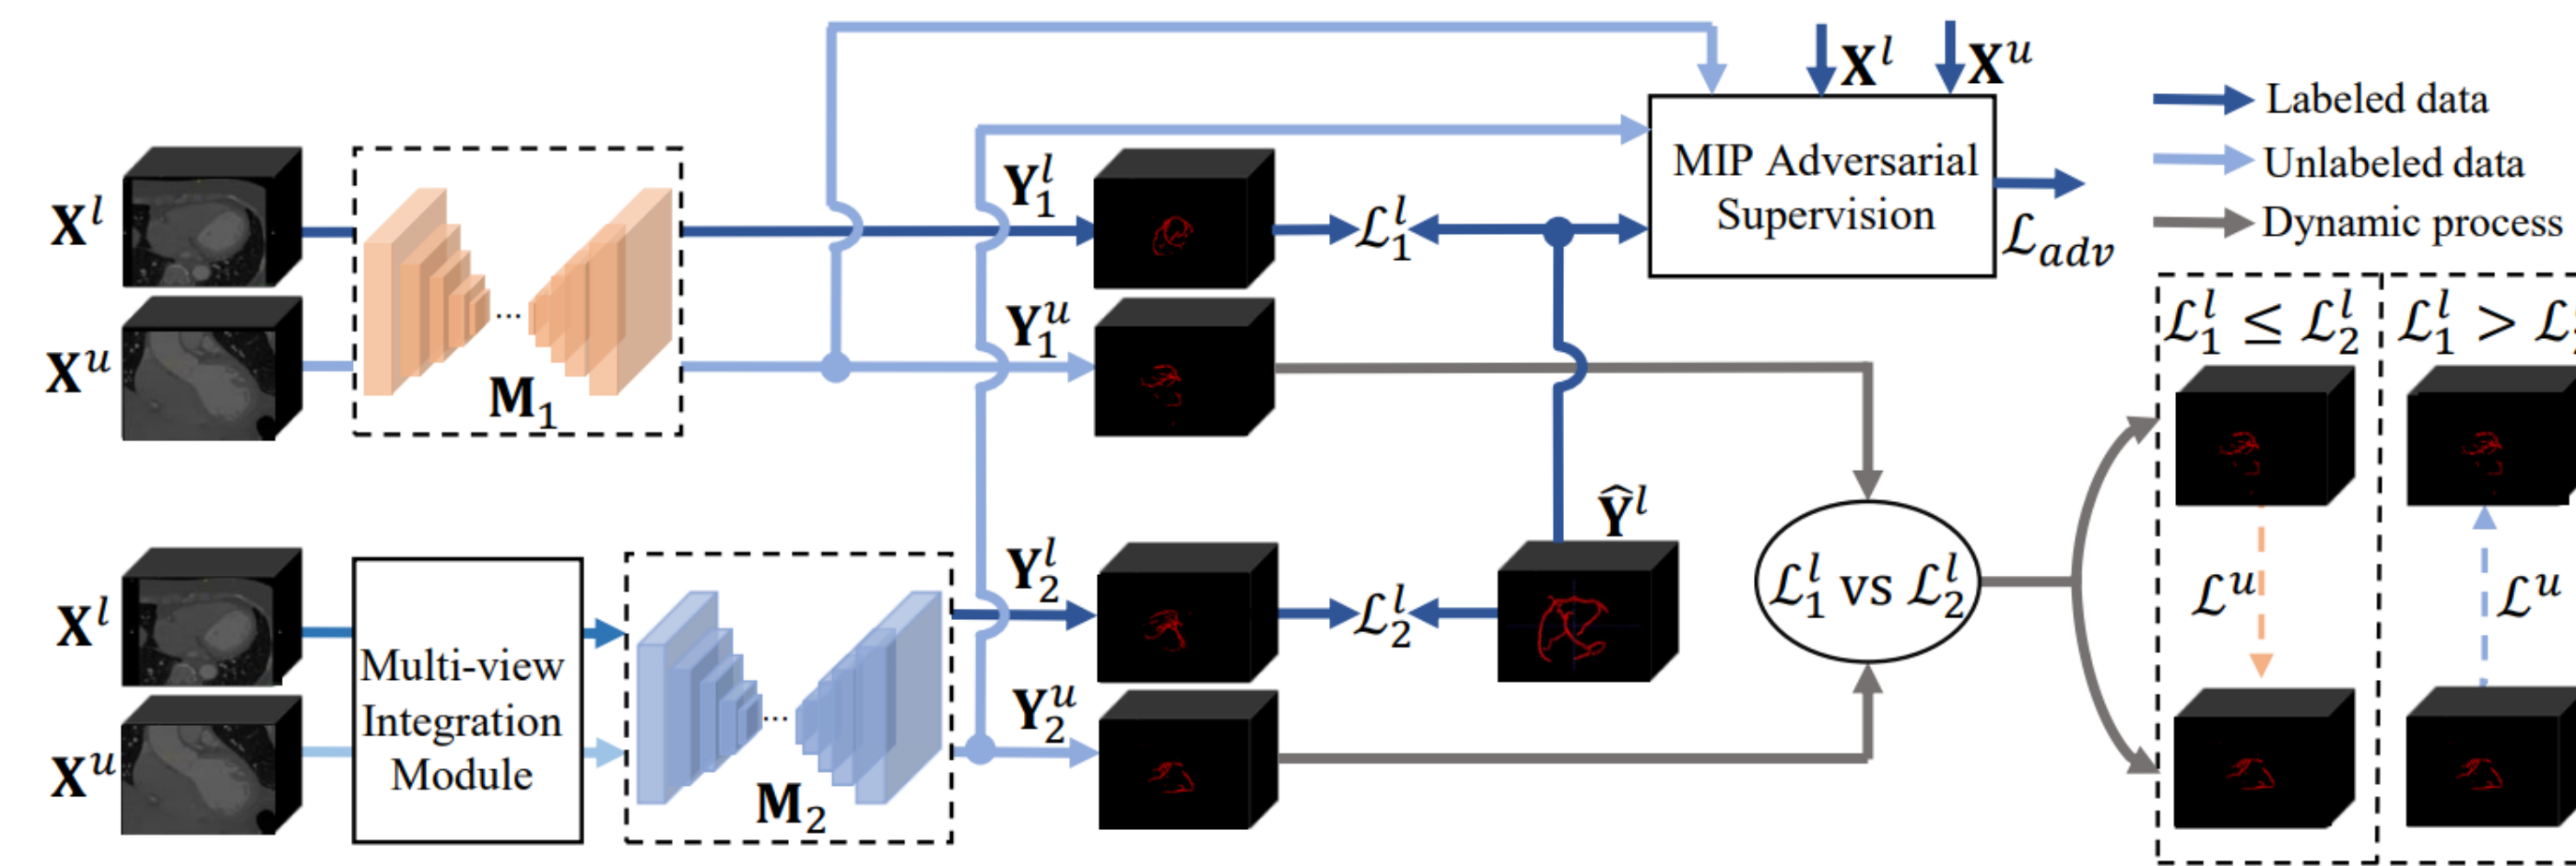 X^l
X^u
M_1
X^l
X^u
Multi-view
Integration
Module
M_2
Y_1^l
Y_1^u
Y_2^l
Y_2^u
ℒ_1^l
ℒ_2^l
Ŷ^l
X^l
X^u
MIP Adversarial
Supervision
ℒ_adv
ℒ_1^l vs ℒ_2^l
Labeled data
Unlabeled data
Dynamic process
ℒ_1^l ≤ ℒ_2^l
ℒ_1^l > ℒ
ℒ^u
ℒ^u